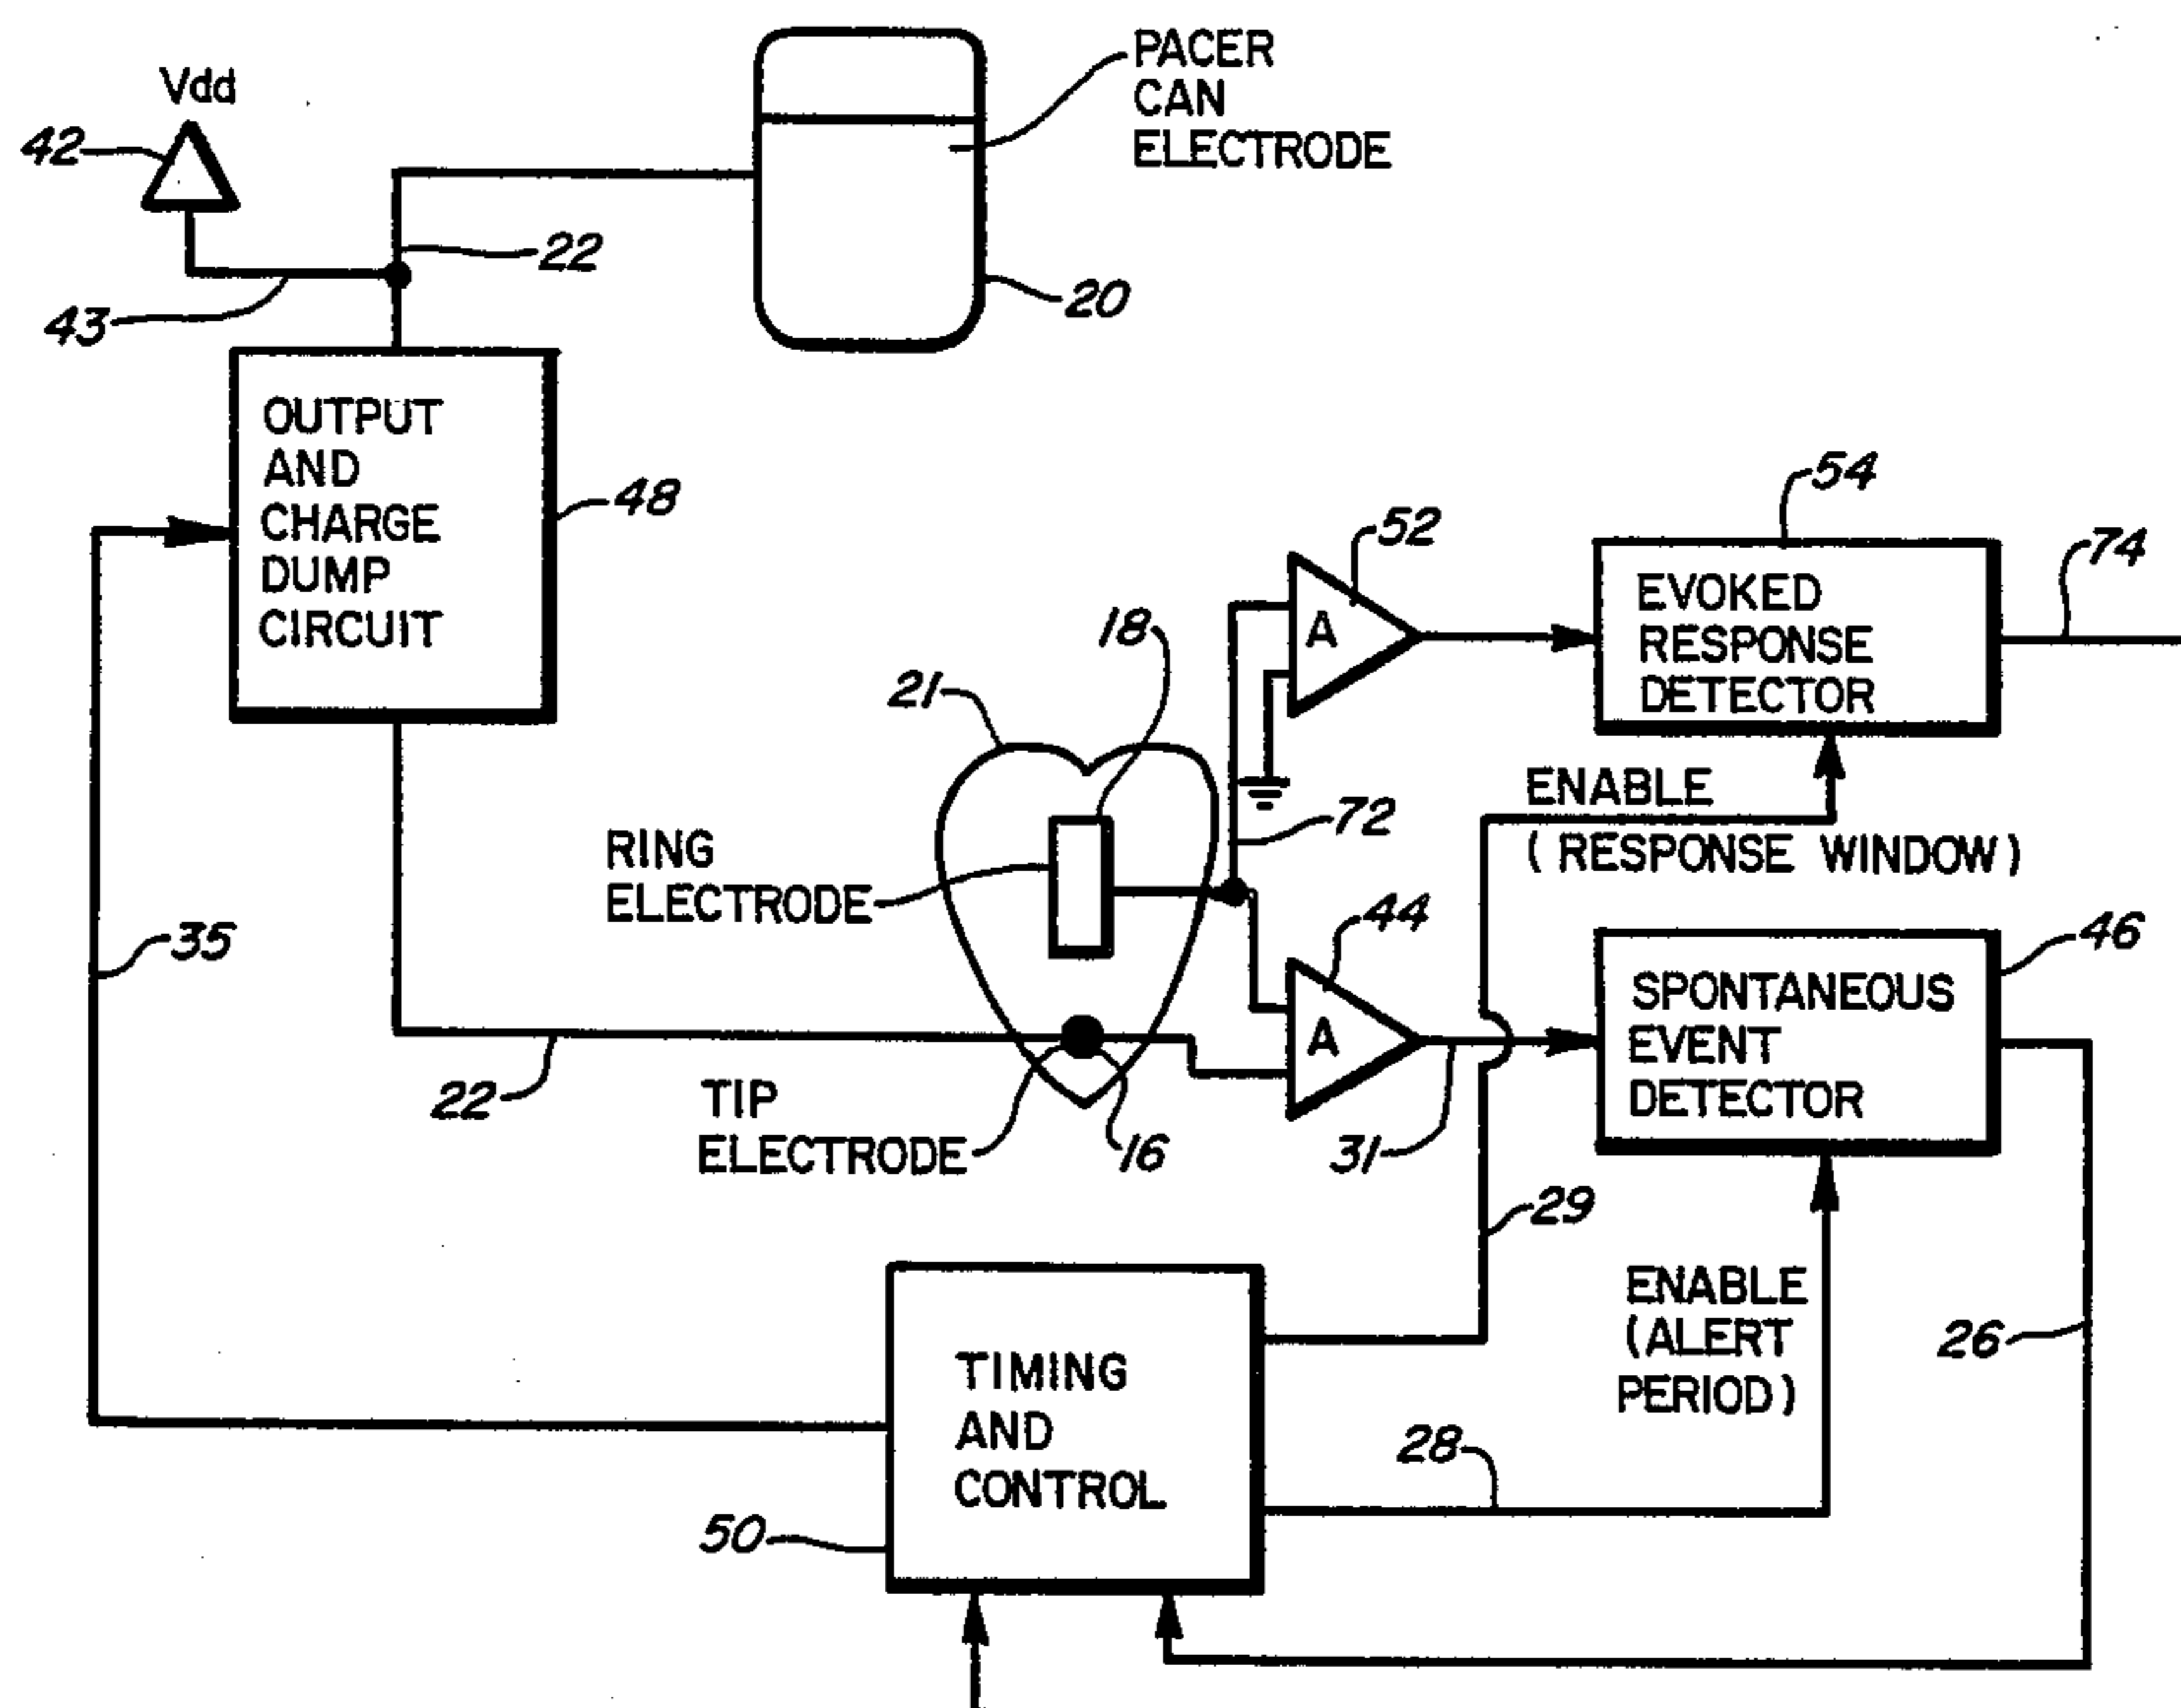 Vdd
42
43
22
PACER
CAN
ELECTRODE
20
OUTPUT
AND
CHARGE
DUMP
CIRCUIT
48
35
22
RING
ELECTRODE
TIP
ELECTRODE
16
21
18
A
52
72
A
44
31
EVOKED
RESPONSE
DETECTOR
54
74
ENABLE
(RESPONSE WINDOW)
SPONTANEOUS
EVENT
DETECTOR
46
29
ENABLE
(ALERT
PERIOD)
26
28
TIMING
AND
CONTROL
50